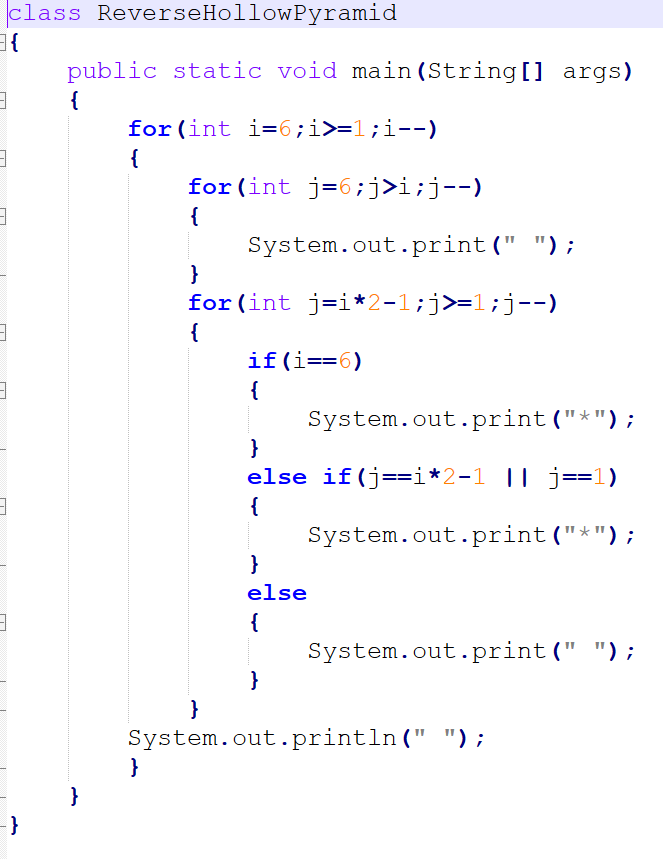 class ReverseHollowPyramid
{
    public static void main(String[] args)
    {
        for(int i=6;i>=1;i--)
        {
            for(int j=6;j>i;j--)
            {
                System.out.print(" ");
            }
            for(int j=i*2-1;j>=1;j--)
            {
                if(i==6)
                {
                    System.out.print("*");
                }
                else if(j==i*2-1 || j==1)
                {
                    System.out.print("*");
                }
                else
                {
                    System.out.print(" ");
                }
            }
        System.out.println(" ");
        }
    }
}